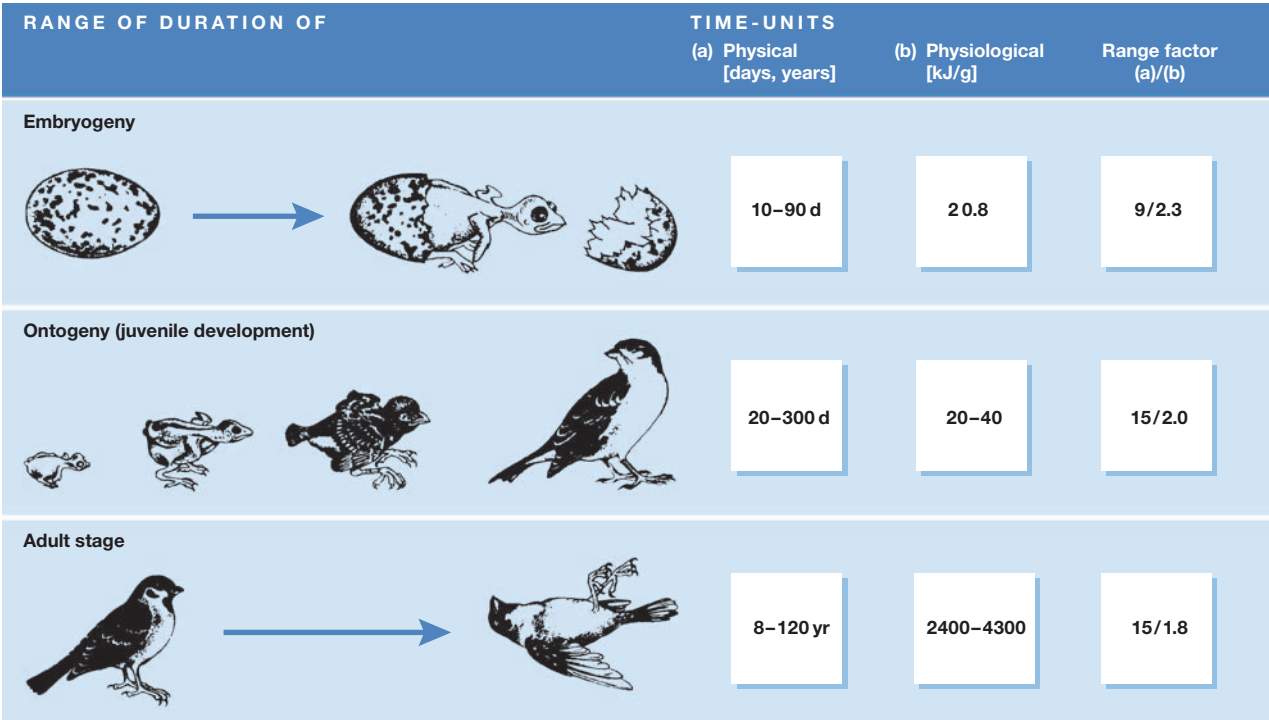 RANGE OF DURATION OF
TIME-UNITS
(a) Physical
[days, years]
(b) Physiological
[kJ/g]
Range factor
(a)/(b)
Embryogeny
10–90 d
2 0.8
9/2.3
Ontogeny (juvenile development)
20–300 d
20–40
15/2.0
Adult stage
8–120 yr
2400–4300
15/1.8